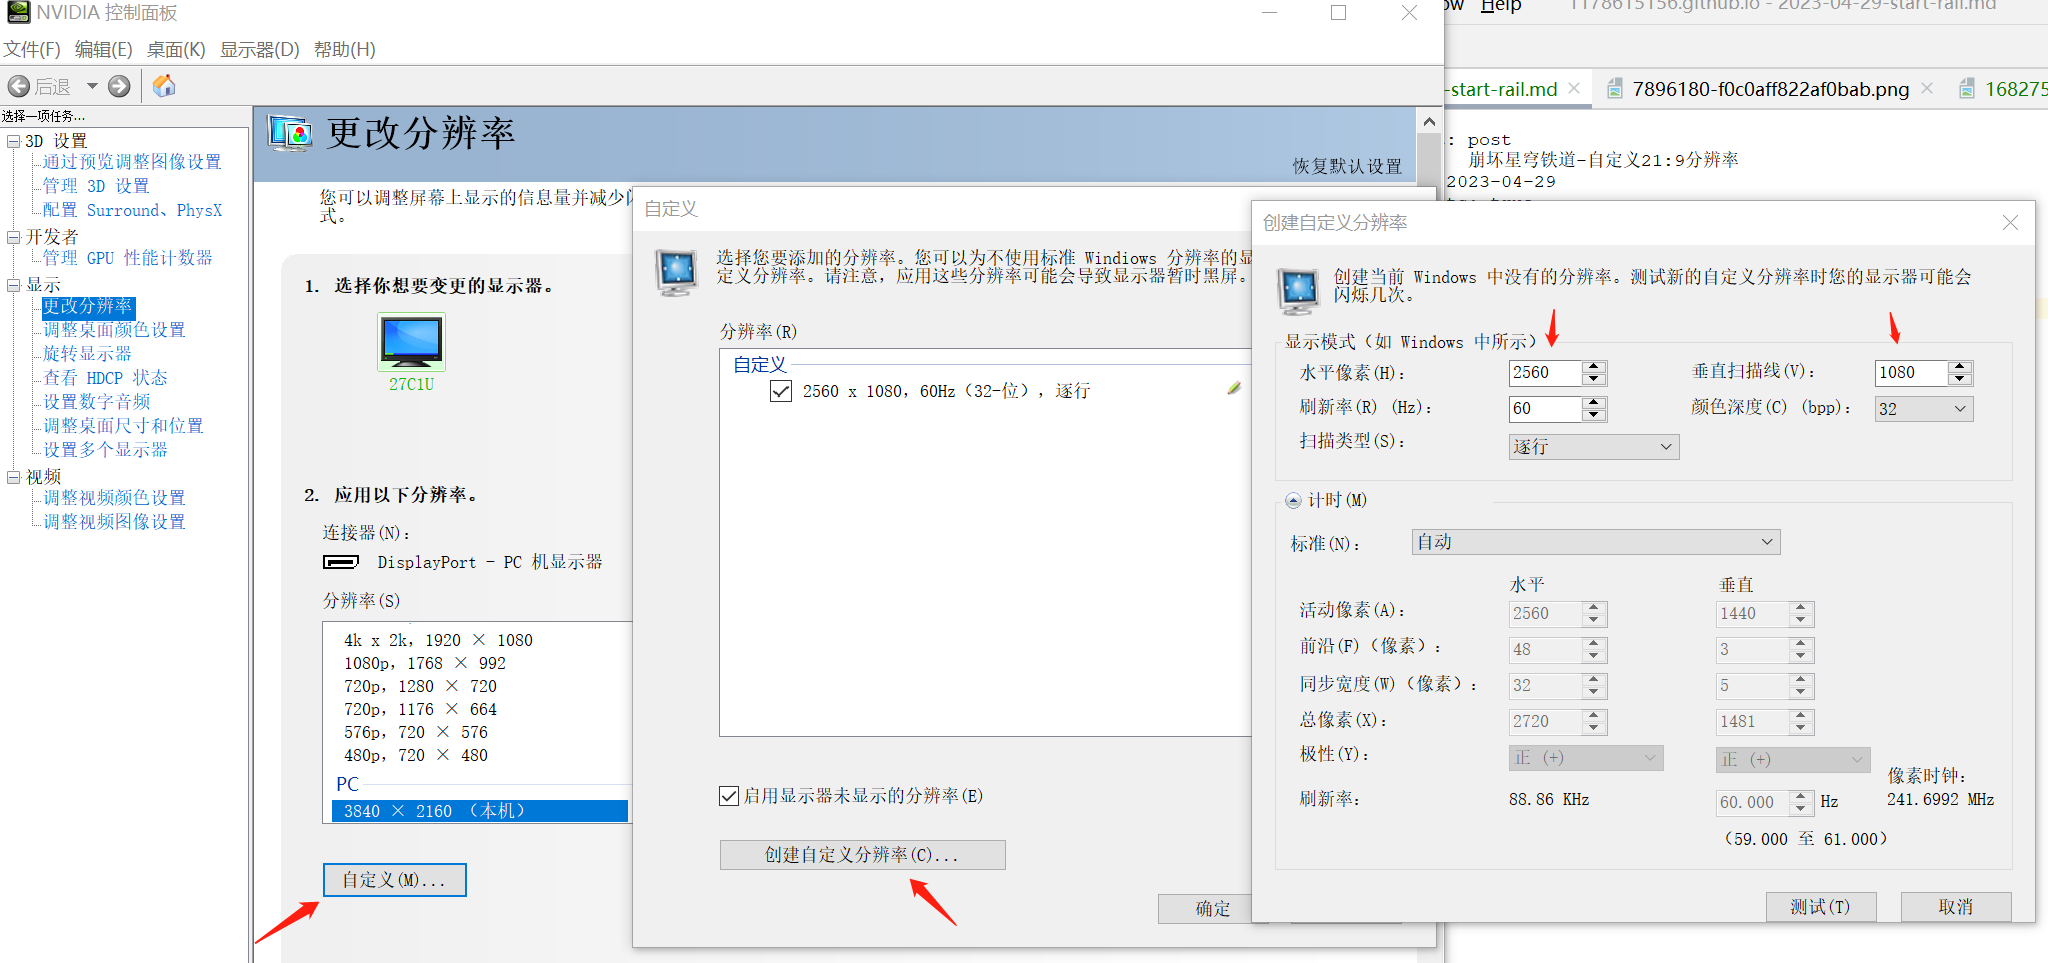 NVIDIA 控制面板
文件(F) 编辑(E) 桌面(K) 显示器(D) 帮助(H)
后退
选择一项任务...
3D 设置
通过预览调整图像设置
管理 3D 设置
配置 Surround、PhysX
开发者
管理 GPU 性能计数器
显示
更改分辨率
调整桌面颜色设置
旋转显示器
查看 HDCP 状态
设置数字音频
调整桌面尺寸和位置
设置多个显示器
视频
调整视频颜色设置
调整视频图像设置
更改分辨率
恢复默认设置
您可以调整屏幕上显示的信息量并减少
式。
1. 选择你想要变更的显示器。
27C1U
2. 应用以下分辨率。
连接器(N):
DisplayPort - PC 机显示器
分辨率(S)
4k x 2k, 1920 × 1080
1080p, 1768 × 992
720p, 1280 × 720
720p, 1176 × 664
576p, 720 × 576
480p, 720 × 480
PC
3840 × 2160 (本机)
自定义(M)...
自定义
选择您要添加的分辨率。您可以为不使用标准 Windiows 分辨率的显
定义分辨率。请注意, 应用这些分辨率可能会导致显示器暂时黑屏。
分辨率(R)
自定义
2560 x 1080, 60Hz (32-位), 逐行
启用显示器未显示的分辨率(E)
创建自定义分辨率(C)...
确定
创建自定义分辨率
创建当前 Windows 中没有的分辨率。测试新的自定义分辨率时您的显示器可能会
闪烁几次。
显示模式(如 Windows 中所示)
水平像素(H): 2560 垂直扫描线(V): 1080
刷新率(R) (Hz): 60 颜色深度(C) (bpp): 32
扫描类型(S): 逐行
计时(M)
标准(N): 自动
水平 垂直
活动像素(A): 2560 1440
前沿(F)(像素): 48 3
同步宽度(W)(像素): 32 5
总像素(X): 2720 1481
极性(Y): 正 (+) 正 (+)
像素时钟:
刷新率: 88.86 KHz 60.000 Hz 241.6992 MHz
(59.000 至 61.000)
测试(T) 取消
ow Help 1178615156.github.io - 2023-04-29-start-rail.md
-start-rail.md 7896180-f0c0aff822af0bab.png 168275
: post
崩坏星穹铁道-自定义21:9分辨率
2023-04-29